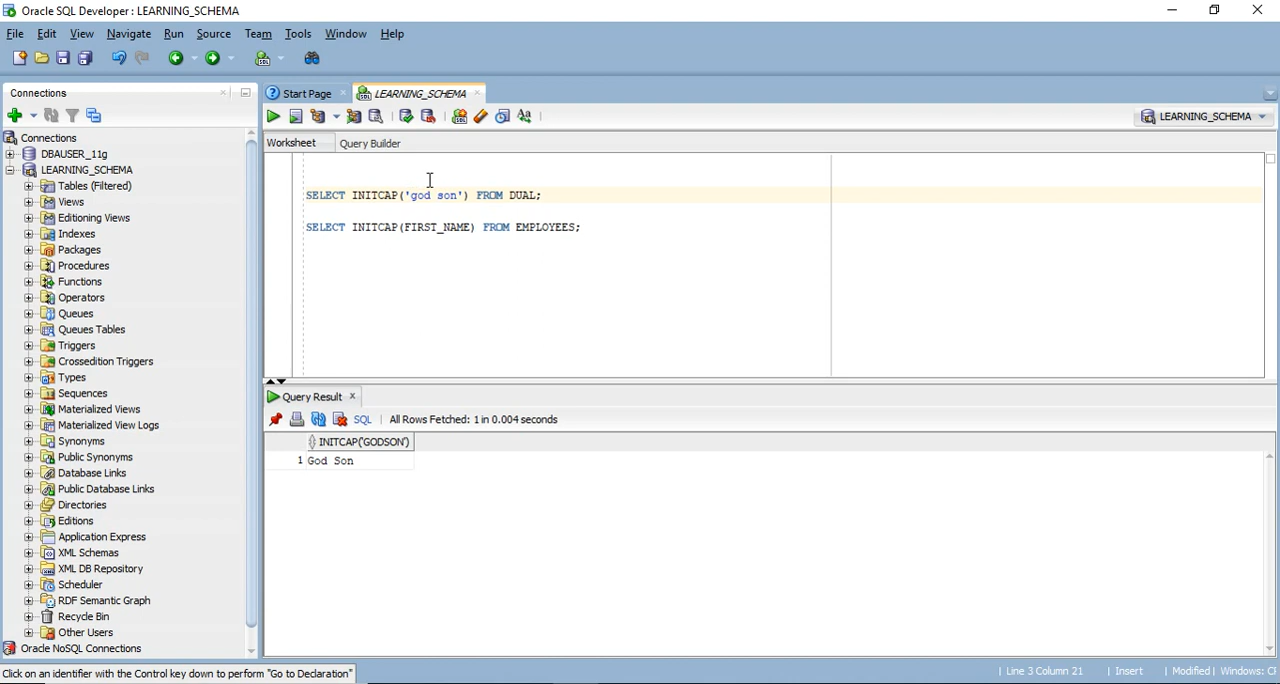 Oracle SQL Developer : LEARNING_SCHEMA
File Edit View Navigate Run Source Team Tools Window Help
Connections
Start Page
LEARNING_SCHEMA
LEARNING_SCHEMA
Connections
DBAUSER_11g
LEARNING_SCHEMA
Tables (Filtered)
Views
Editioning Views
Indexes
Packages
Procedures
Functions
Operators
Queues
Queues Tables
Triggers
Crossedition Triggers
Types
Sequences
Materialized Views
Materialized View Logs
Synonyms
Public Synonyms
Database Links
Public Database Links
Directories
Editions
Application Express
XML Schemas
XML DB Repository
Scheduler
RDF Semantic Graph
Recycle Bin
Other Users
Oracle NoSQL Connections
Worksheet Query Builder
SELECT INITCAP('god son') FROM DUAL;
SELECT INITCAP(FIRST_NAME) FROM EMPLOYEES;
Query Result
SQL | All Rows Fetched: 1 in 0.004 seconds
INITCAP('GODSON')
1 God Son
Click on an identifier with the Control key down to perform "Go to Declaration"
| Line 3 Column 21 | Insert | Modified | Windows: C